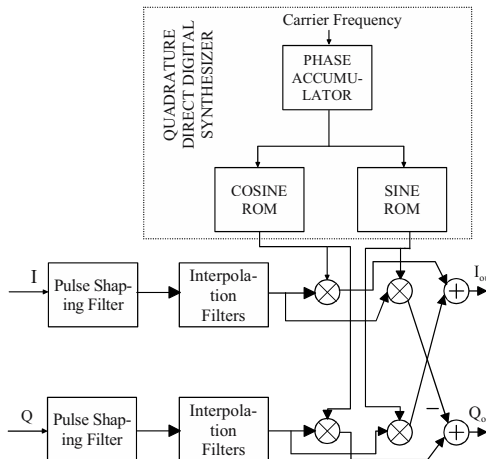 Carrier Frequency
QUADRATURE
DIRECT DIGITAL
SYNTHESIZER
PHASE
ACCUMU-
LATOR
COSINE
ROM
SINE
ROM
I
Pulse Shap-
ing Filter
Interpola-
tion
Filters
Q
Pulse Shap-
ing Filter
Interpola-
tion
Filters
−